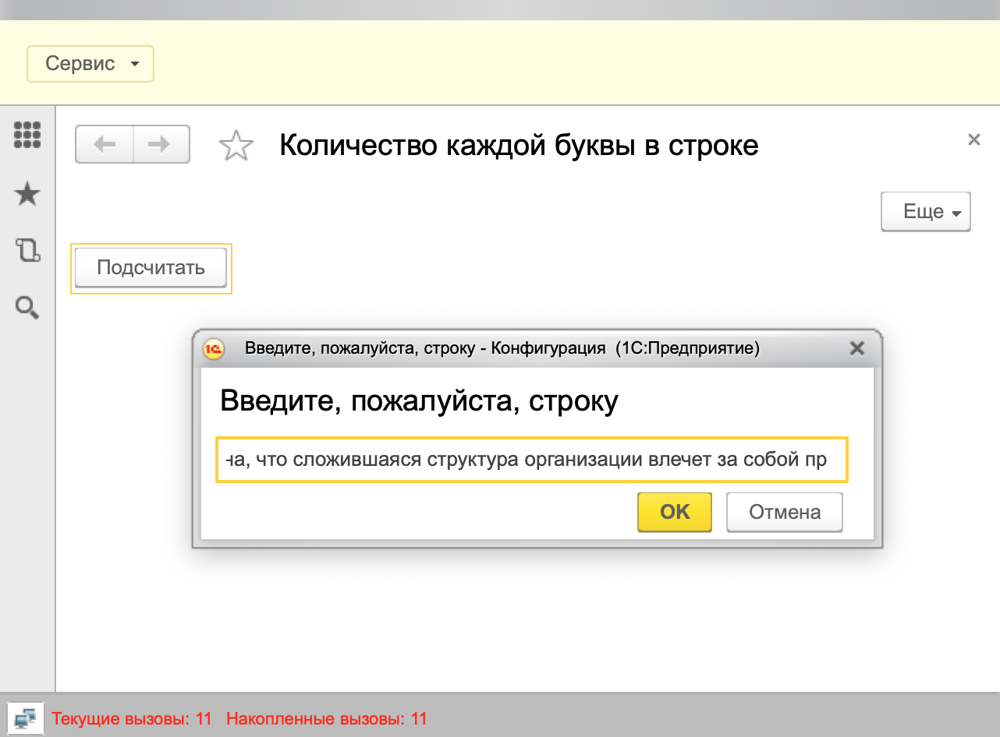 Сервис
Количество каждой буквы в строке
Еще
Подсчитать
1С Введите, пожалуйста, строку - Конфигурация (1С:Предприятие)
Введите, пожалуйста, строку
на, что сложившаяся структура организации влечет за собой пр
OK Отмена
Текущие вызовы: 11 Накопленные вызовы: 11